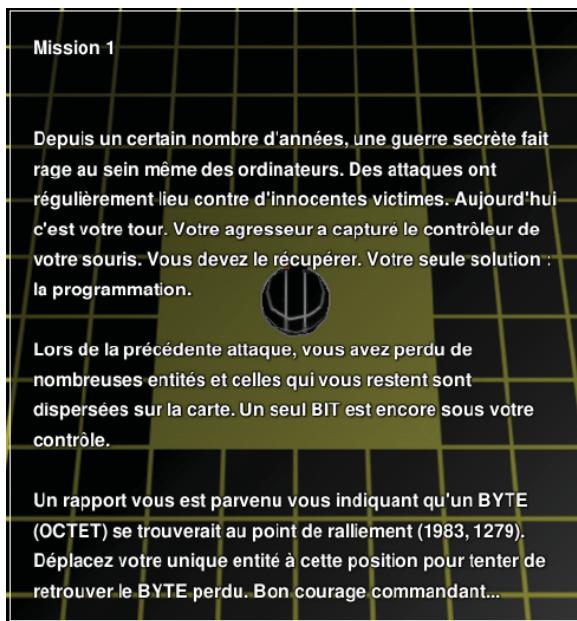 Mission 1
Depuis un certain nombre d'années, une guerre secrète fait
rage au sein même des ordinateurs. Des attaques ont
régulièrement lieu contre d'innocentes victimes. Aujourd'hui
c'est votre tour. Votre agresseur a capturé le contrôleur de
votre souris. Vous devez le récupérer. Votre seule solution :
la programmation.
Lors de la précédente attaque, vous avez perdu de
nombreuses entités et celles qui vous restent sont
dispersées sur la carte. Un seul BIT est encore sous votre
contrôle.
Un rapport vous est parvenu vous indiquant qu'un BYTE
(OCTET) se trouverait au point de ralliement (1983, 1279).
Déplacez votre unique entité à cette position pour tenter de
retrouver le BYTE perdu. Bon courage commandant...